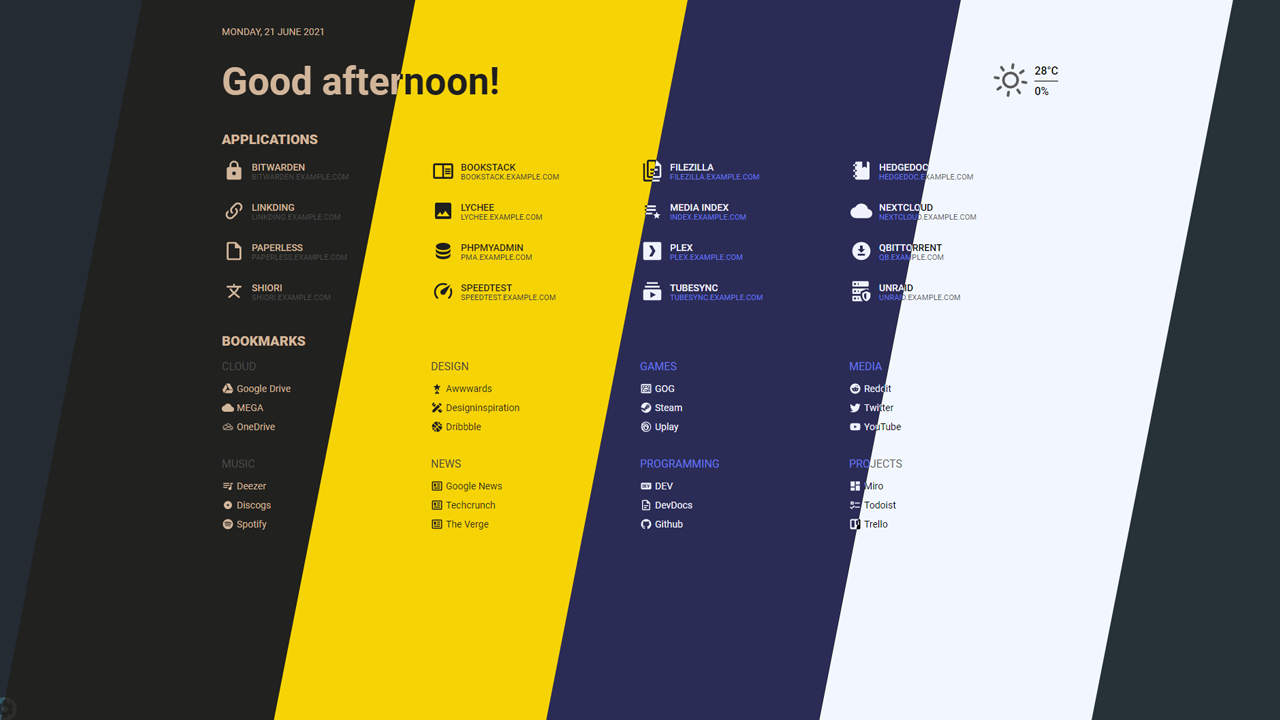 MONDAY, 21 JUNE 2021
Good afternoon!
28°C
0%
APPLICATIONS
BITWARDEN
BITWARDEN.EXAMPLE.COM
BOOKSTACK
BOOKSTACK.EXAMPLE.COM
FILEZILLA
FILEZILLA.EXAMPLE.COM
HEDGEDOC
HEDGEDOC.EXAMPLE.COM
LINKDING
LINKDING.EXAMPLE.COM
LYCHEE
LYCHEE.EXAMPLE.COM
MEDIA INDEX
INDEX.EXAMPLE.COM
NEXTCLOUD
NEXTCLOUD.EXAMPLE.COM
PAPERLESS
PAPERLESS.EXAMPLE.COM
PHPMYADMIN
PMA.EXAMPLE.COM
PLEX
PLEX.EXAMPLE.COM
QBITTORRENT
QB.EXAMPLE.COM
SHIORI
SHIORI.EXAMPLE.COM
SPEEDTEST
SPEEDTEST.EXAMPLE.COM
TUBESYNC
TUBESYNC.EXAMPLE.COM
UNRAID
UNRAID.EXAMPLE.COM
BOOKMARKS
CLOUD
Google Drive
MEGA
OneDrive
DESIGN
Awwwards
Designinspiration
Dribbble
GAMES
GOG
Steam
Uplay
MEDIA
Reddit
Twitter
YouTube
MUSIC
Deezer
Discogs
Spotify
NEWS
Google News
Techcrunch
The Verge
PROGRAMMING
DEV
DevDocs
Github
PROJECTS
Miro
Todoist
Trello